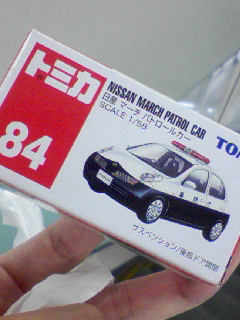 トミカ
84
NISSAN MARCH PATROL CAR
日産 マーチ パトロールカー
SCALE 1/58
TO
サスペンション/後部ドア開閉